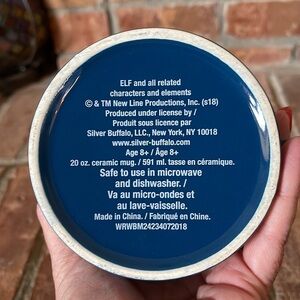 ELF and all related
characters and elements
© & TM New Line Productions, Inc. (s18)
Produced under license by /
Produit sous licence par
Silver Buffalo, LLC., New York, NY 10018
www.silver-buffalo.com
Age 8+ / Âge 8+
20 oz. ceramic mug. / 591 ml. tasse en céramique.
Safe to use in microwave
and dishwasher. /
Va au micro-ondes et
au lave-vaisselle.
Made in China. / Fabriqué en Chine.
WRWBM24234072018